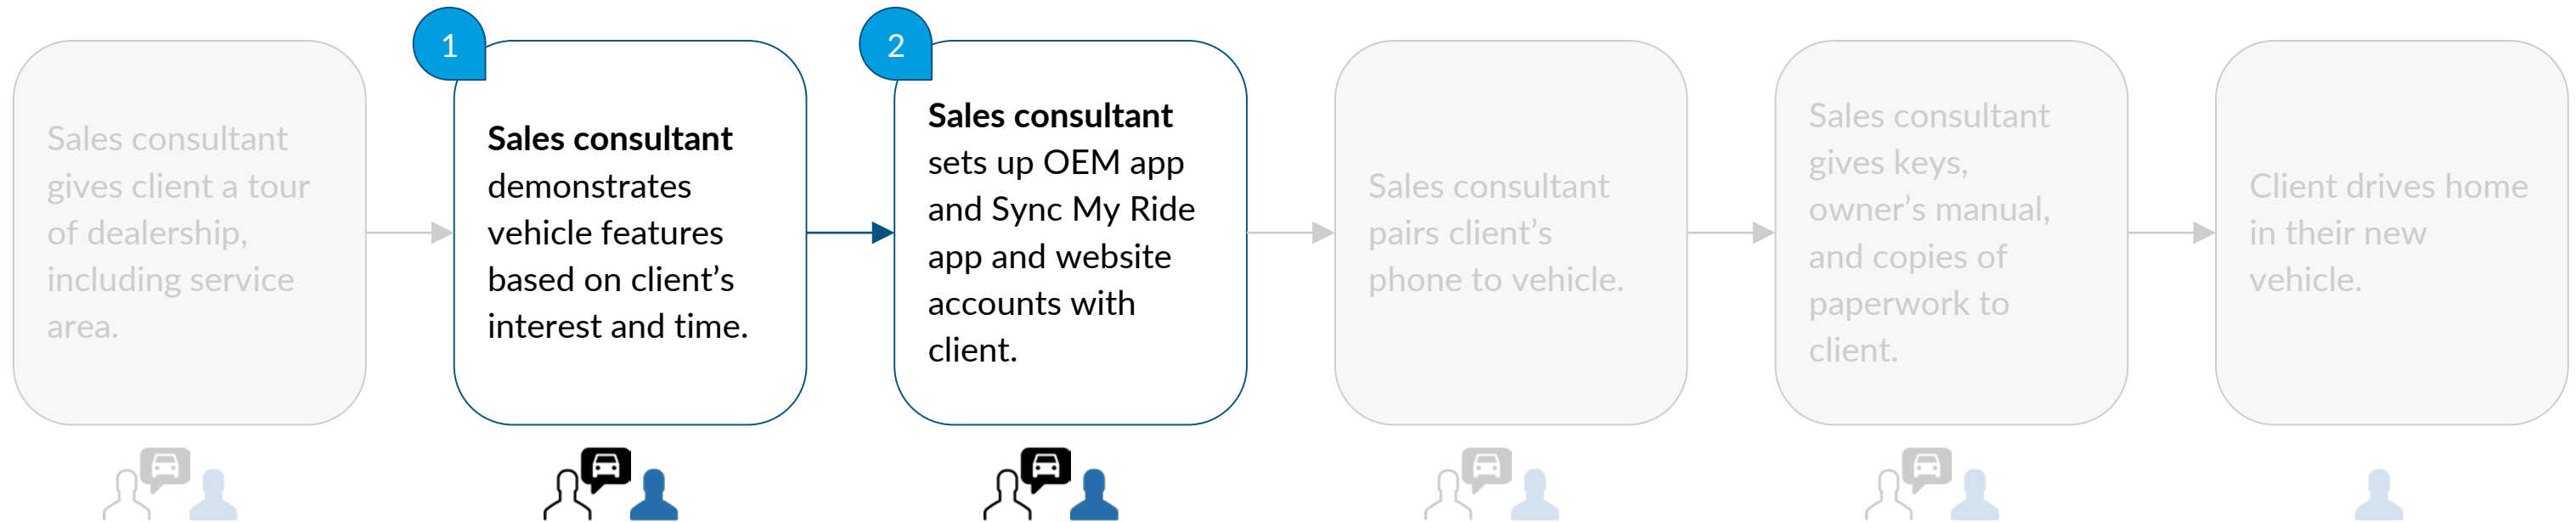 Sales consultant
gives client a tour
of dealership,
including service
area.
1
Sales consultant
demonstrates
vehicle features
based on client’s
interest and time.
2
Sales consultant
sets up OEM app
and Sync My Ride
app and website
accounts with
client.
Sales consultant
pairs client’s
phone to vehicle.
Sales consultant
gives keys,
owner’s manual,
and copies of
paperwork to
client.
Client drives home
in their new
vehicle.